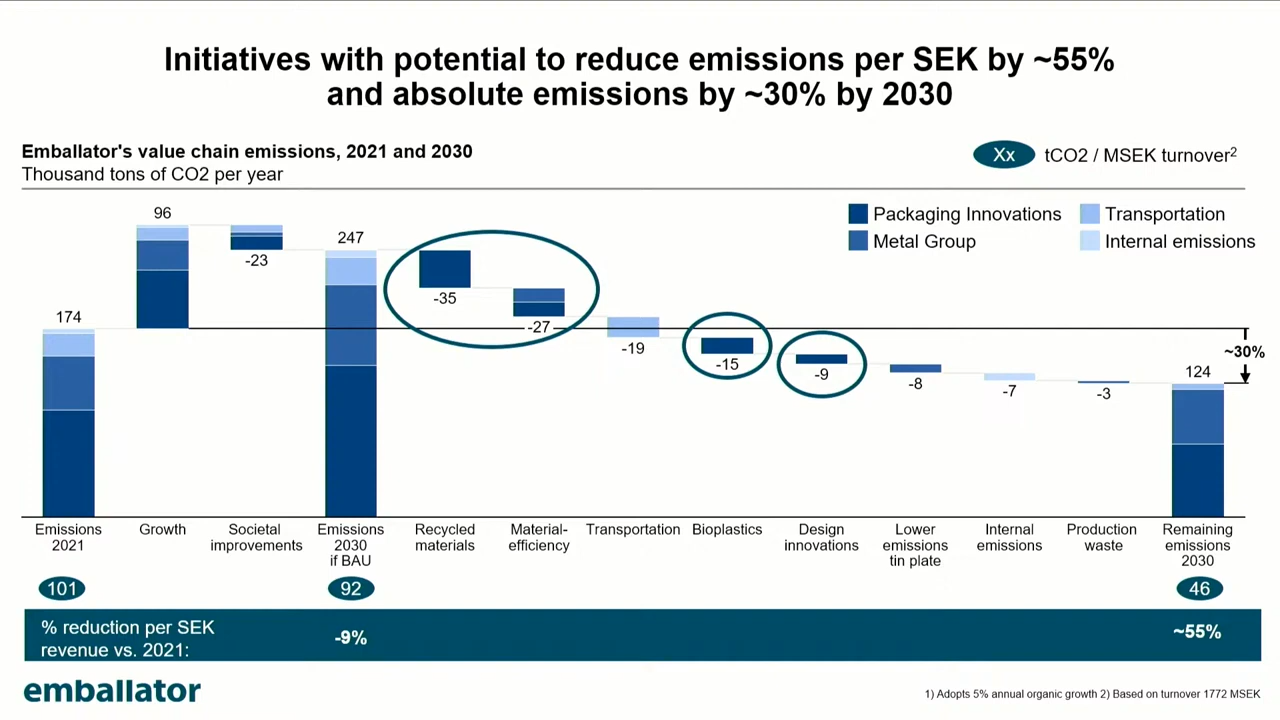 Initiatives with potential to reduce emissions per SEK by ~55%
and absolute emissions by ~30% by 2030
Emballator's value chain emissions, 2021 and 2030
Thousand tons of CO2 per year
Xx
tCO2 / MSEK turnover2
Packaging Innovations
Transportation
Metal Group
Internal emissions
174
96
-23
247
-35
-27
-19
-15
-9
-8
-7
-3
124
~30%
Emissions
2021
Growth
Societal
improvements
Emissions
2030
if BAU
Recycled
materials
Material-
efficiency
Transportation
Bioplastics
Design
innovations
Lower
emissions
tin plate
Internal
emissions
Production
waste
Remaining
emissions
2030
101
92
46
% reduction per SEK
revenue vs. 2021:
-9%
~55%
emballator
1) Adopts 5% annual organic growth 2) Based on turnover 1772 MSEK